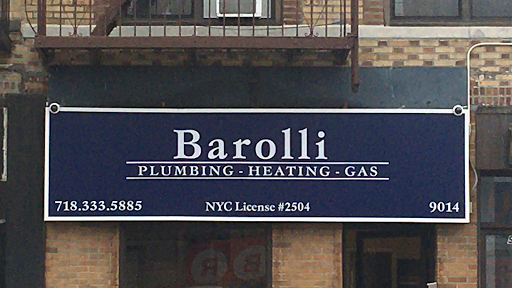 Barolli
PLUMBING - HEATING - GAS
718.333.5885 NYC License #2504 9014